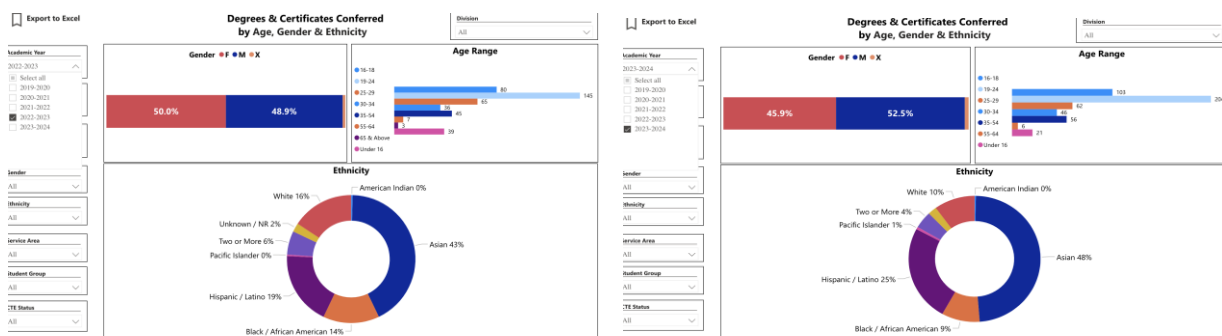 Export to Excel
Degrees & Certificates Conferred
by Age, Gender & Ethnicity
Division
All
Academic Year
2022-2023
Select all
2019-2020
2020-2021
2021-2022
2022-2023
2023-2024
Gender F M X
50.0% 48.9%
Age Range
16-18
19-24
25-29
30-34
35-54
55-64
65 & Above
Under 16
80
145
65
36
45
7
3
39
Gender
All
Ethnicity
All
Service Area
All
Student Group
All
CTE Status
All
Ethnicity
American Indian 0%
White 16%
Unknown / NR 2%
Two or More 6%
Pacific Islander 0%
Asian 43%
Hispanic / Latino 19%
Black / African American 14%
Export to Excel
Degrees & Certificates Conferred
by Age, Gender & Ethnicity
Division
All
Academic Year
2023-2024
Select all
2019-2020
2020-2021
2021-2022
2022-2023
2023-2024
Gender F M X
45.9% 52.5%
Age Range
16-18
19-24
25-29
30-34
35-54
55-64
Under 16
103
204
62
46
56
6
21
Gender
All
Ethnicity
All
Service Area
All
Student Group
All
CTE Status
All
Ethnicity
American Indian 0%
White 10%
Two or More 4%
Pacific Islander 1%
Asian 48%
Hispanic / Latino 25%
Black / African American 9%